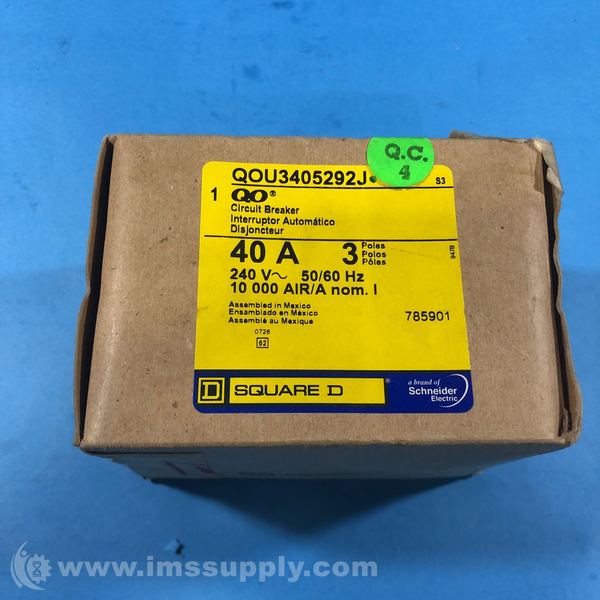 QOU3405292J
Q.C.
4
S3
1 QO®
Circuit Breaker
Interruptor Automático
Disjoncteur
40 A 3 Poles
Polos
Pôles
240 V~ 50/60 Hz
10 000 AIR/A nom. I
Assembled in Mexico
Ensamblado en México
Assemblé au Mexique
785901
0726
62
D SQUARE D®
a brand of
Schneider
Electric
www.imssupply.com